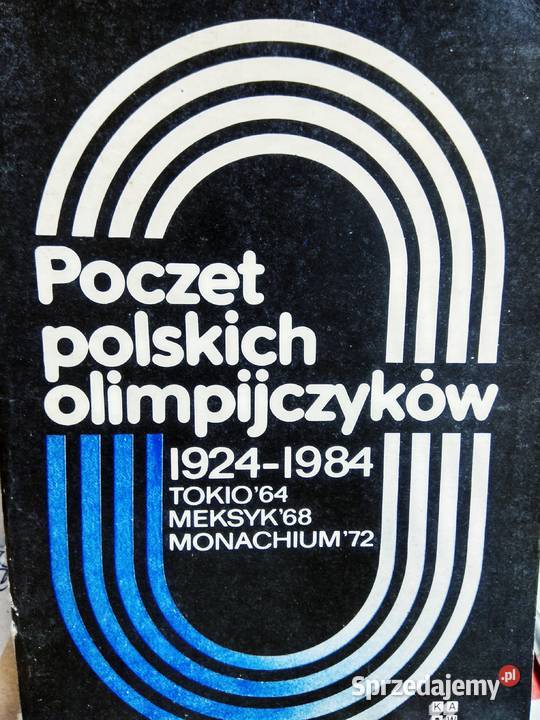 Poczet
polskich
olimpijczyków
1924-1984
TOKIO'64
MEKSYK'68
MONACHIUM'72
Sprzedajemy.pl
K A